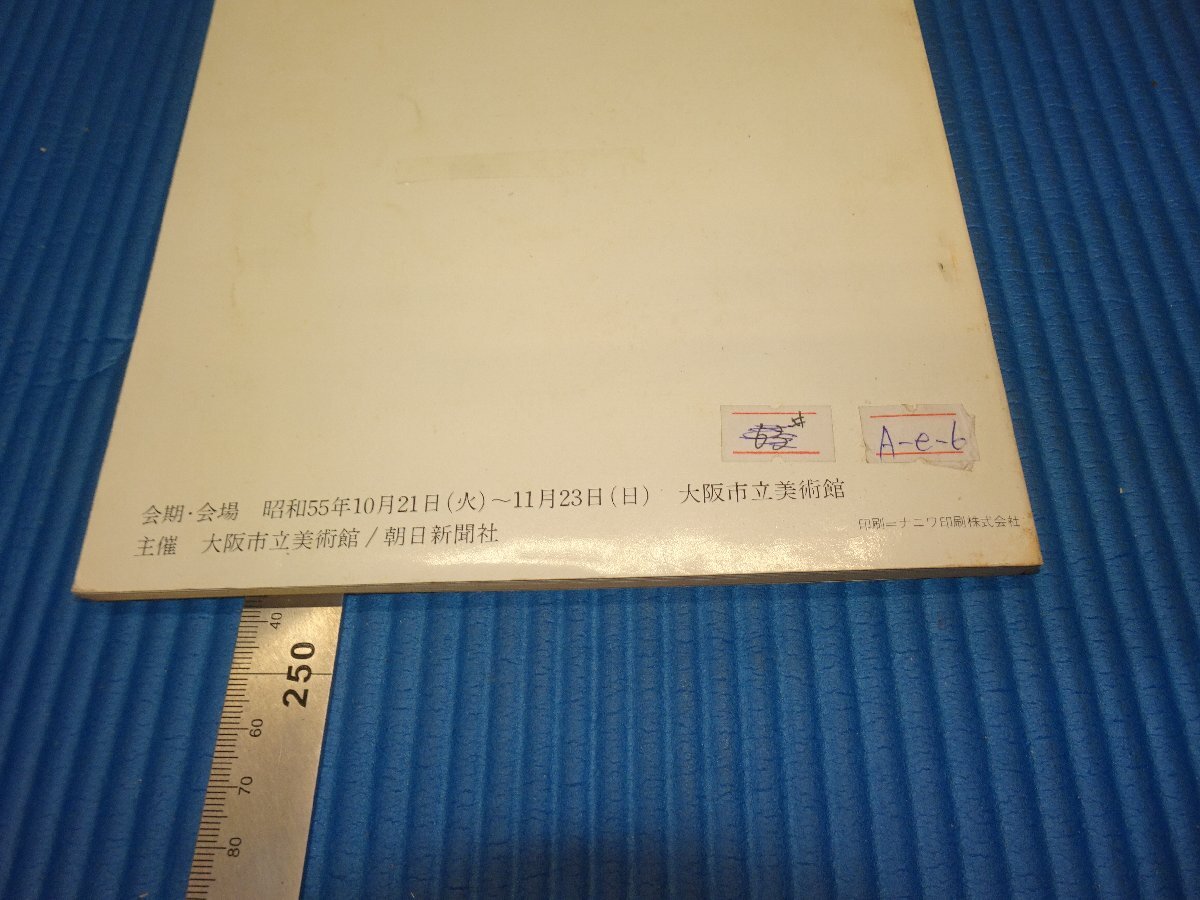 A-e-6
会期・会場　昭和55年10月21日(火)～11月23日(日)　大阪市立美術館
主催　大阪市立美術館/朝日新聞社
印刷=ナニワ印刷株式会社
40
250
60
70
80